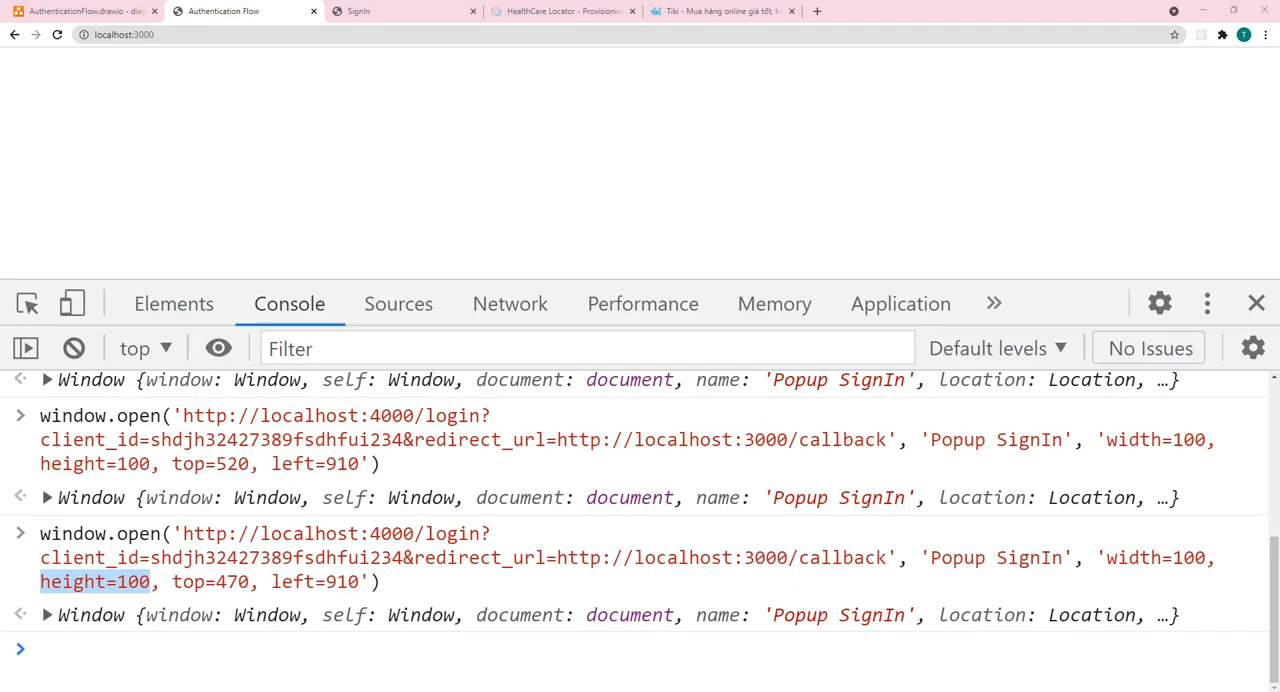 AuthenticationFlow.drawio - dia
Authentication Flow
SignIn
HealthCare Locator - Provisionin
Tiki - Mua hàng online giá tốt, h
localhost:3000
T
Elements
Console
Sources
Network
Performance
Memory
Application
top
Filter
Default levels
No Issues
Window {window: Window, self: Window, document: document, name: 'Popup SignIn', location: Location, …}
window.open('http://localhost:4000/login?
client_id=shdjh32427389fsdhfui234&redirect_url=http://localhost:3000/callback', 'Popup SignIn', 'width=100,
height=100, top=520, left=910')
Window {window: Window, self: Window, document: document, name: 'Popup SignIn', location: Location, …}
window.open('http://localhost:4000/login?
client_id=shdjh32427389fsdhfui234&redirect_url=http://localhost:3000/callback', 'Popup SignIn', 'width=100,
height=100, top=470, left=910')
Window {window: Window, self: Window, document: document, name: 'Popup SignIn', location: Location, …}